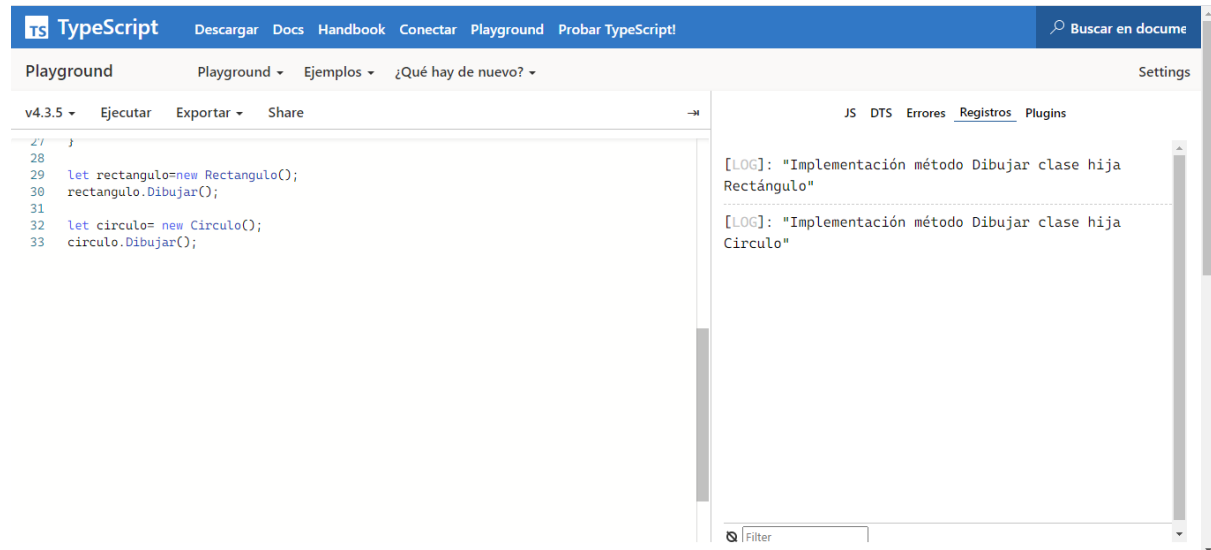 TS TypeScript Descargar Docs Handbook Conectar Playground Probar TypeScript! Buscar en docume
Playground Playground Ejemplos ¿Qué hay de nuevo? Settings
v4.3.5 Ejecutar Exportar Share
JS DTS Errores Registros Plugins
27 }
28
29 let rectangulo=new Rectangulo();
30 rectangulo.Dibujar();
31
32 let circulo= new Circulo();
33 circulo.Dibujar();
[LOG]: "Implementación método Dibujar clase hija
Rectángulo"
[LOG]: "Implementación método Dibujar clase hija
Circulo"
Filter